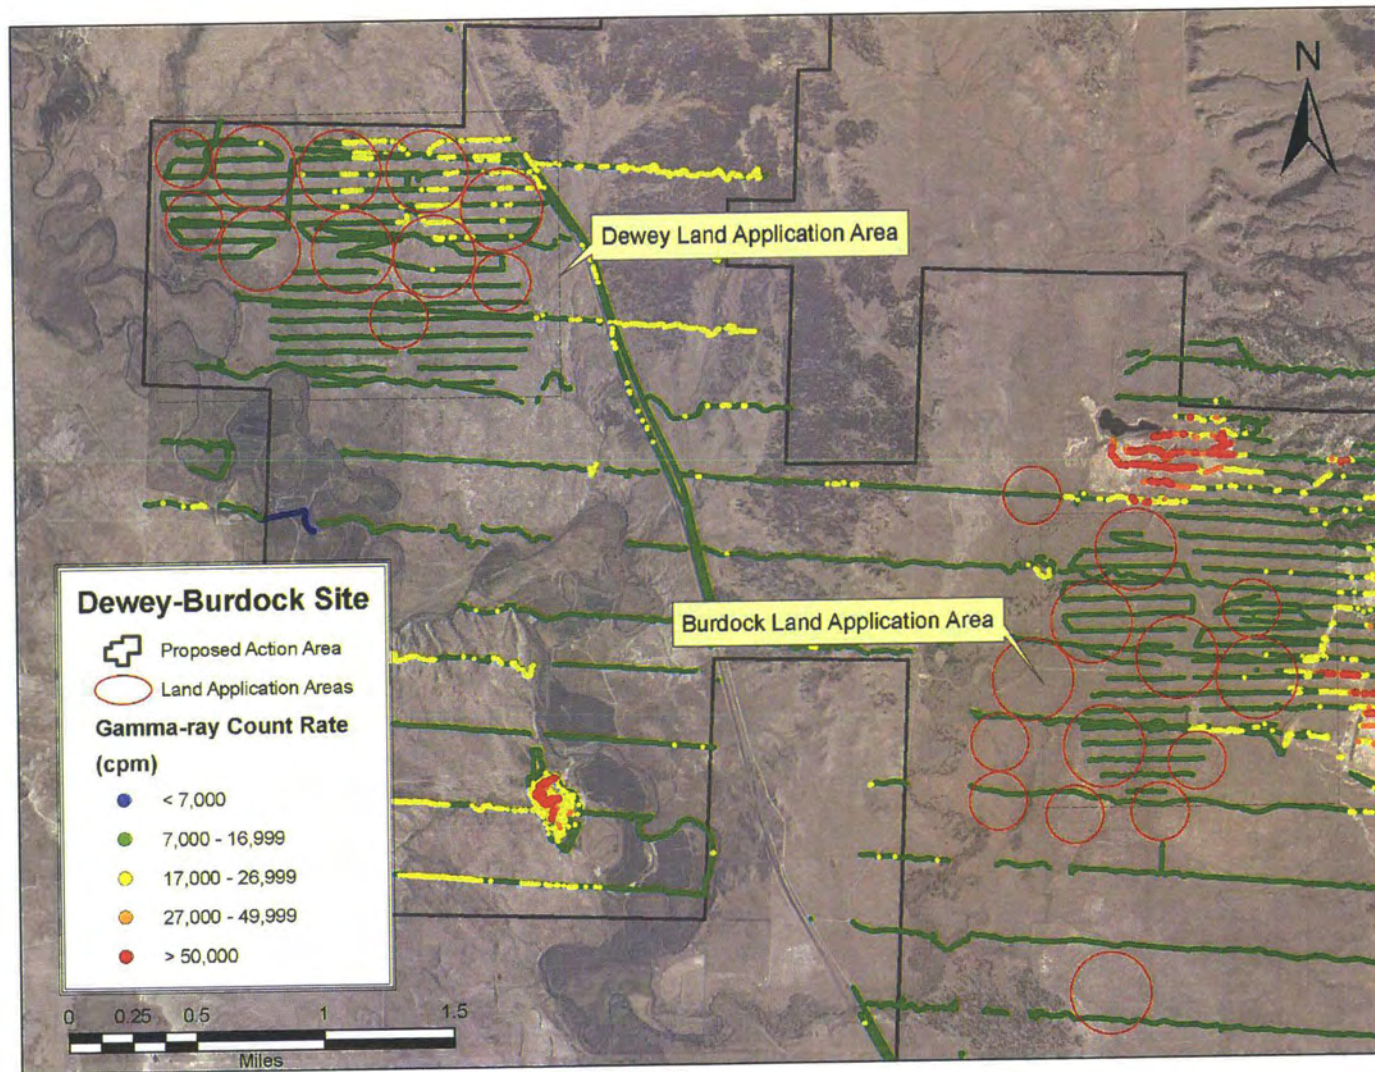 N
Dewey Land Application Area
Burdock Land Application Area
Dewey-Burdock Site
Proposed Action Area
Land Application Areas
Gamma-ray Count Rate
(cpm)
< 7,000
7,000 - 16,999
17,000 - 26,999
27,000 - 49,999
> 50,000
0 0.25 0.5 1 1.5
Miles